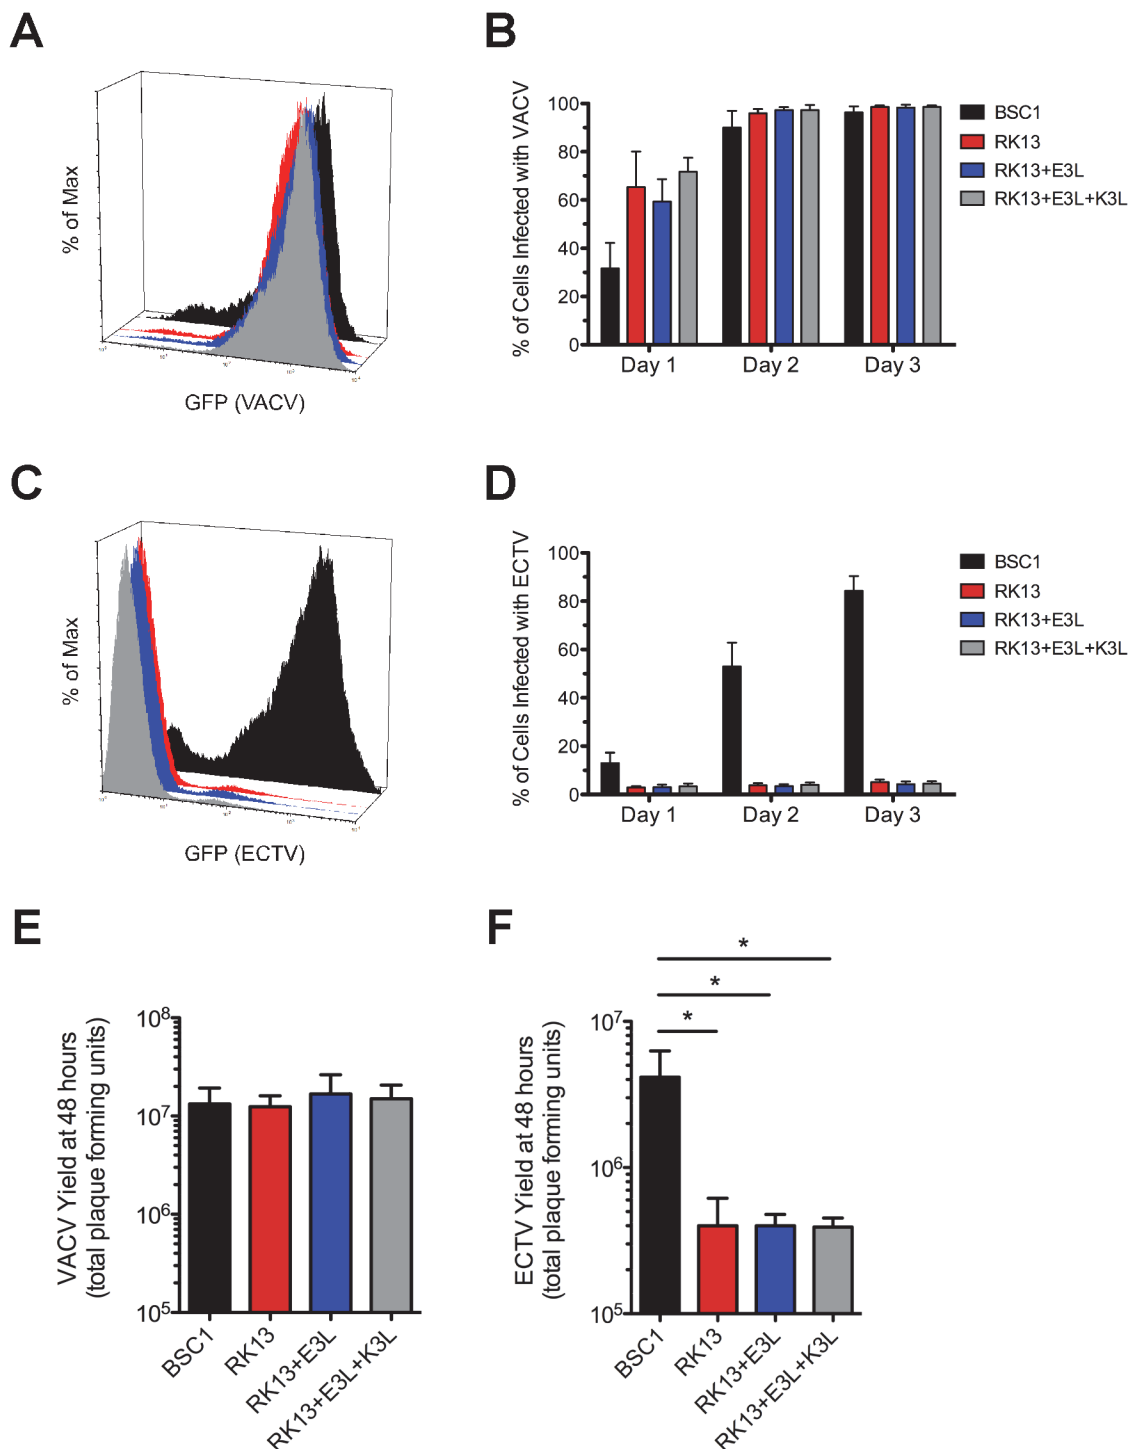 A
% of Max
GFP (VACV)
B
% of Cells Infected with VACV
100
80
60
40
20
0
Day 1
Day 2
Day 3
BSC1
RK13
RK13+E3L
RK13+E3L+K3L
C
% of Max
GFP (ECTV)
D
% of Cells Infected with ECTV
100
80
60
40
20
0
Day 1
Day 2
Day 3
BSC1
RK13
RK13+E3L
RK13+E3L+K3L
E
VACV Yield at 48 hours
(total plaque forming units)
10⁸
10⁷
10⁶
10⁵
BSC1
RK13
RK13+E3L
RK13+E3L+K3L
F
*
*
*
ECTV Yield at 48 hours
(total plaque forming units)
10⁷
10⁶
10⁵
BSC1
RK13
RK13+E3L
RK13+E3L+K3L